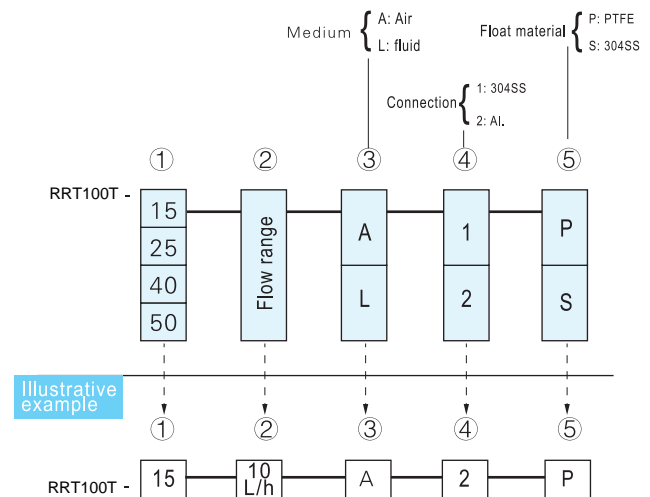 Medium { A: Air
L: fluid
Float material { P: PTFE
S: 304SS
Connection { 1: 304SS
2: Al.
① ② ③ ④ ⑤
RRT100T -
15
25
40
50
Flow range
A
L
1
2
P
S
Illustrative
example
① ② ③ ④ ⑤
RRT100T - 15 10 L/h A 2 P